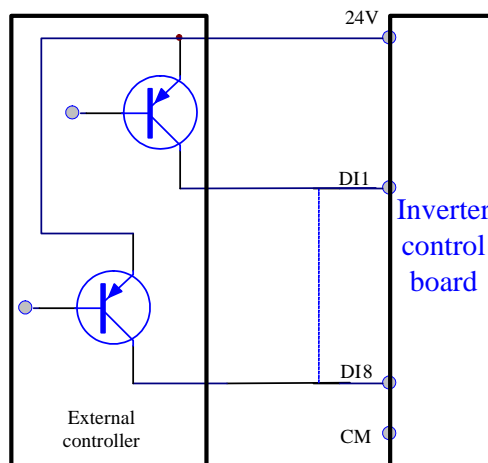 24V
DI1
Inverter
control
board
DI8
External
controller
CM